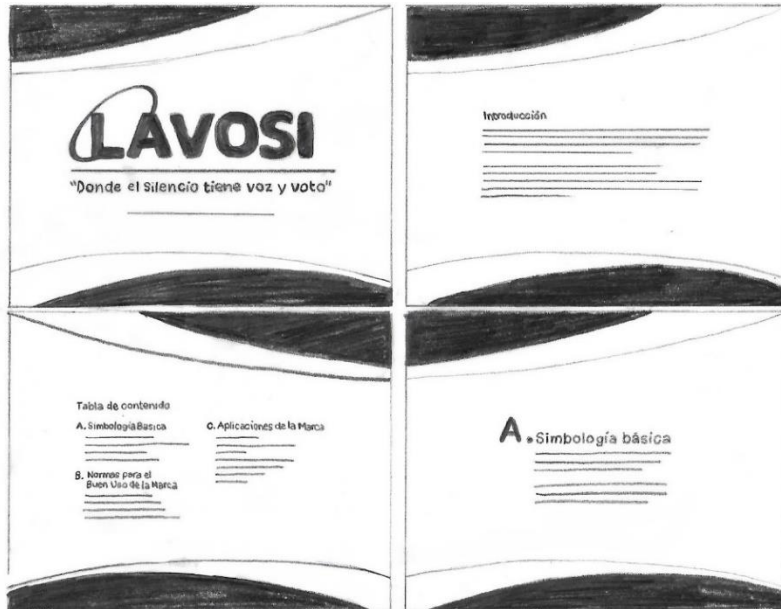 LAVOSI
"Donde el silencio tiene voz y voto"
Introducción
Tabla de contenido
A. Simbología Basica
B. Normas para el
Buen Uso de la Marca
C. Aplicaciones de la Marca
A. Simbología básica